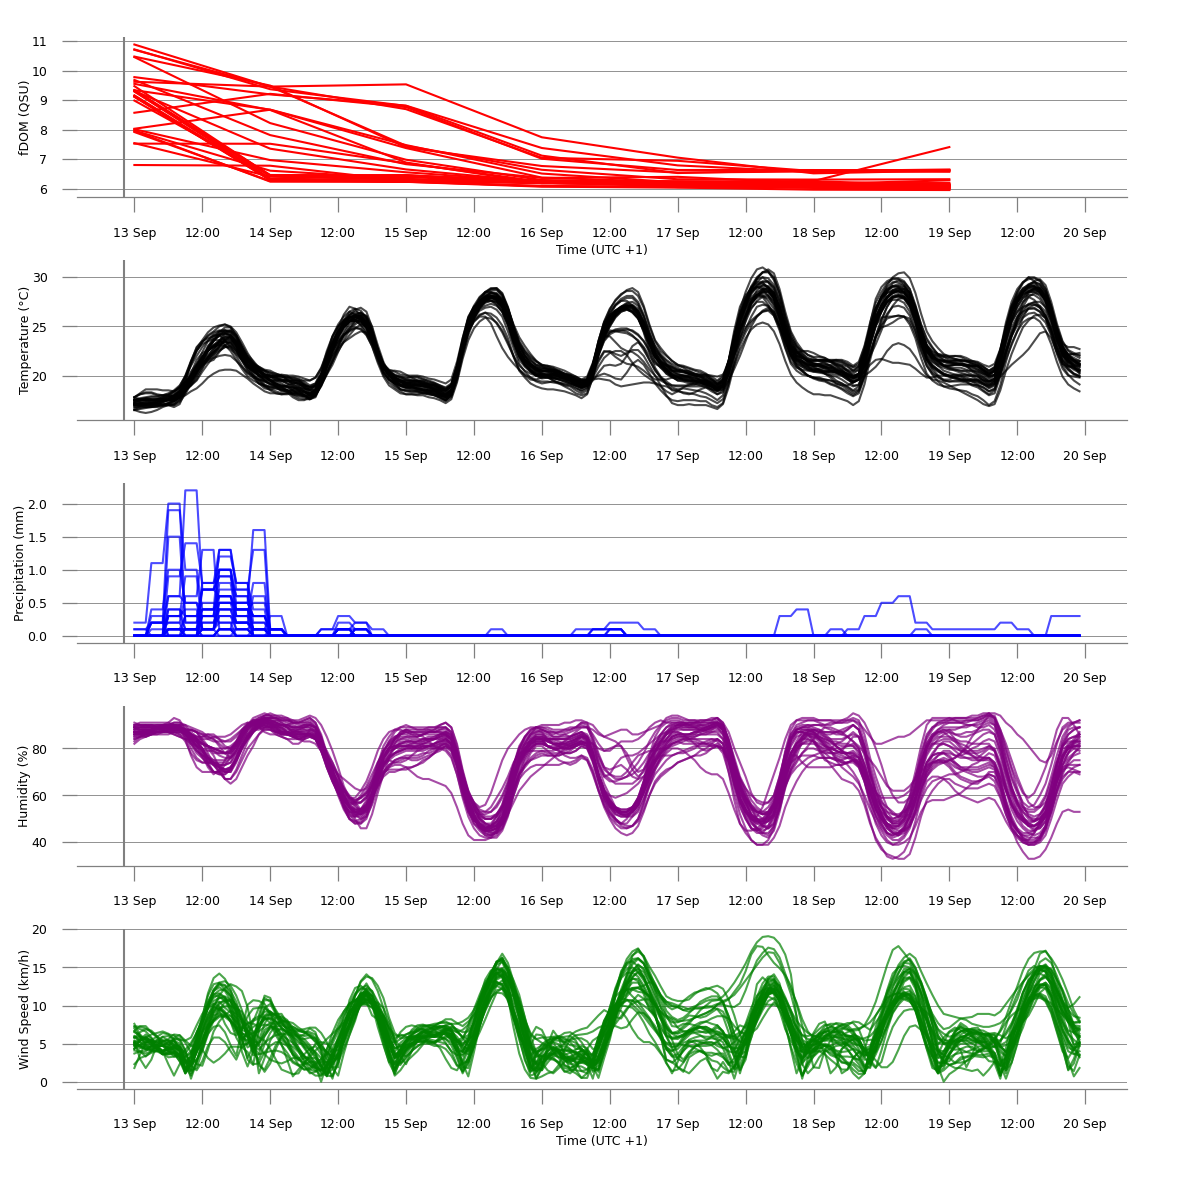 11
10
9
8
7
6
fDOM (QSU)
13 Sep 12:00 14 Sep 12:00 15 Sep 12:00 16 Sep 12:00 17 Sep 12:00 18 Sep 12:00 19 Sep 12:00 20 Sep
Time (UTC +1)
30
25
20
Temperature (°C)
13 Sep 12:00 14 Sep 12:00 15 Sep 12:00 16 Sep 12:00 17 Sep 12:00 18 Sep 12:00 19 Sep 12:00 20 Sep
2.0
1.5
1.0
0.5
0.0
Precipitation (mm)
13 Sep 12:00 14 Sep 12:00 15 Sep 12:00 16 Sep 12:00 17 Sep 12:00 18 Sep 12:00 19 Sep 12:00 20 Sep
80
60
40
Humidity (%)
13 Sep 12:00 14 Sep 12:00 15 Sep 12:00 16 Sep 12:00 17 Sep 12:00 18 Sep 12:00 19 Sep 12:00 20 Sep
20
15
10
5
0
Wind Speed (km/h)
13 Sep 12:00 14 Sep 12:00 15 Sep 12:00 16 Sep 12:00 17 Sep 12:00 18 Sep 12:00 19 Sep 12:00 20 Sep
Time (UTC +1)